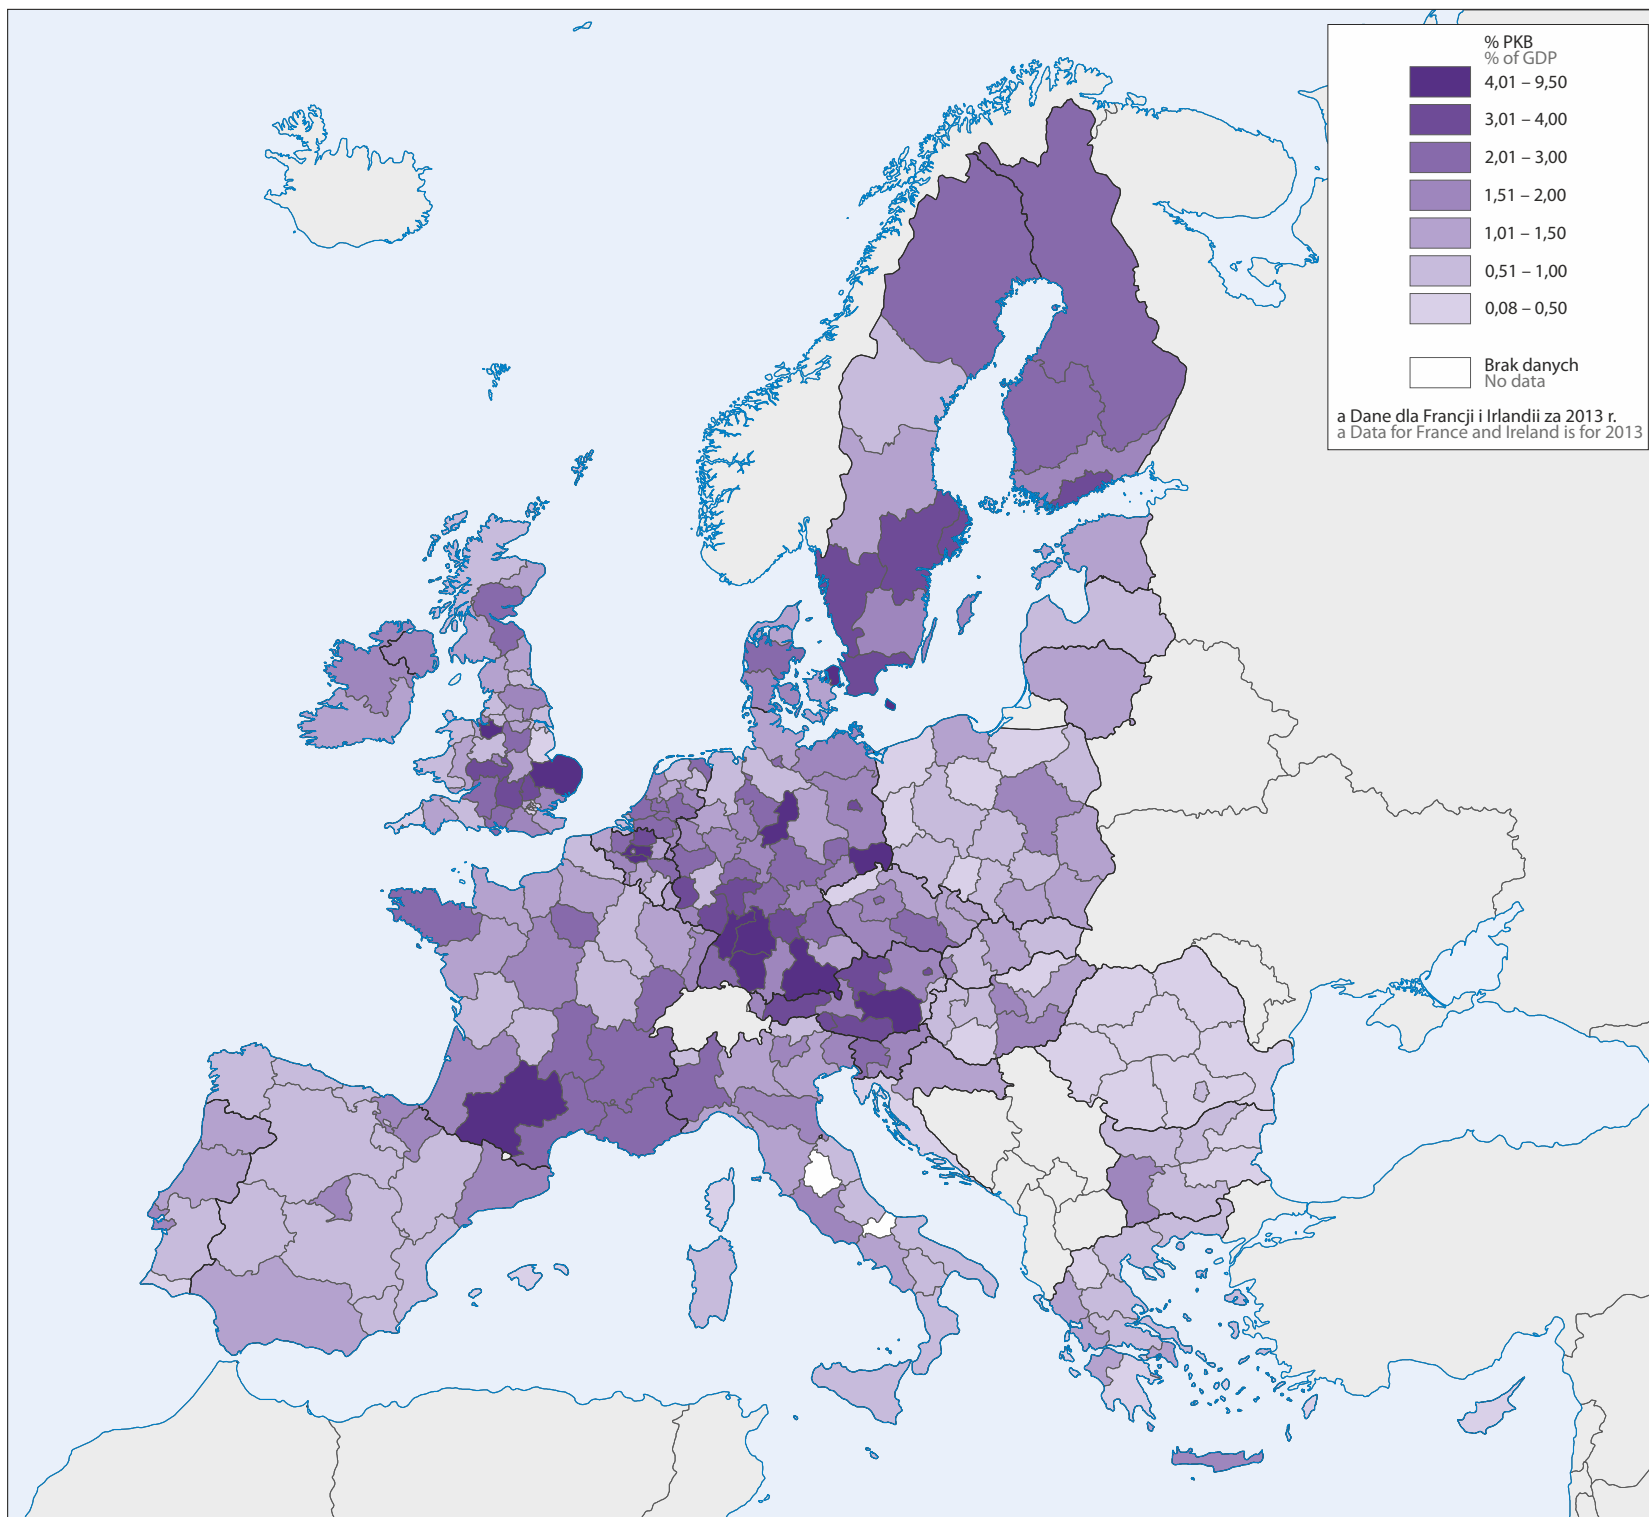 % PKB
% of GDP
4,01 – 9,50
3,01 – 4,00
2,01 – 3,00
1,51 – 2,00
1,01 – 1,50
0,51 – 1,00
0,08 – 0,50
Brak danych
No data
a Dane dla Francji i Irlandii za 2013 r.
a Data for France and Ireland is for 2013